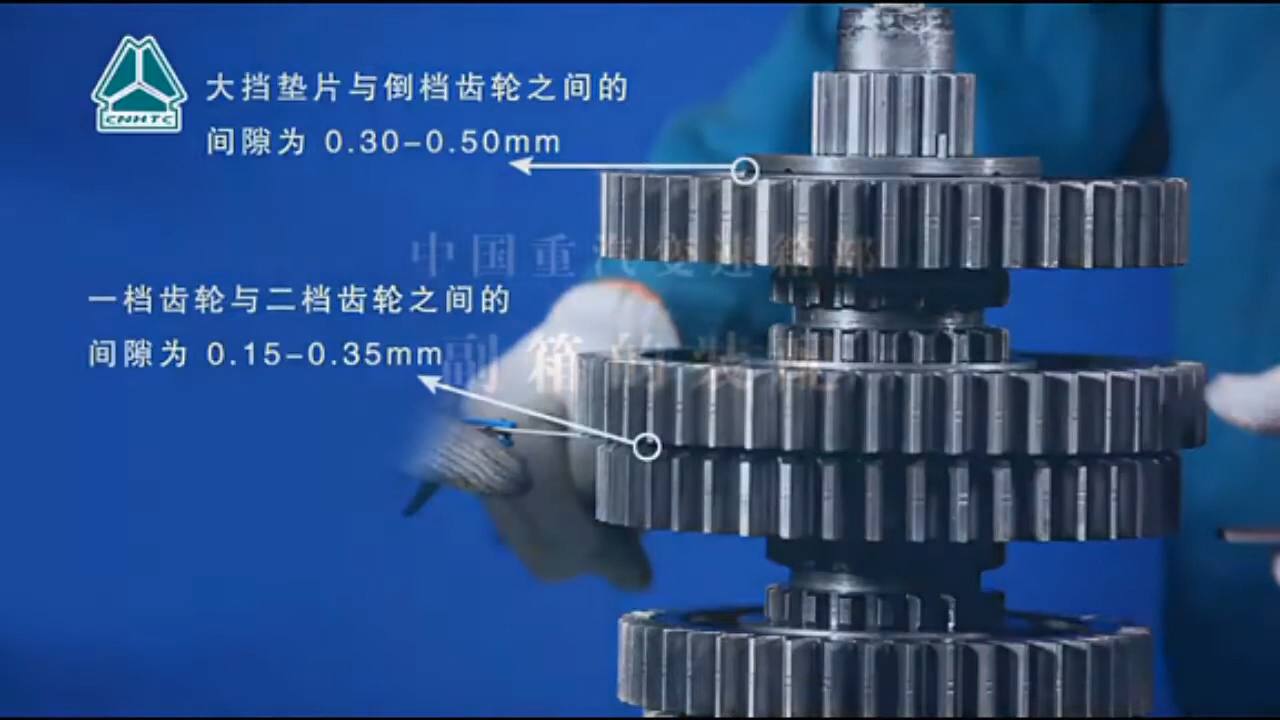 CNHTC
大挡垫片与倒档齿轮之间的
间隙为 0.30-0.50mm
中国重汽变速箱部
一档齿轮与二档齿轮之间的
间隙为 0.15-0.35mm
副箱的装配